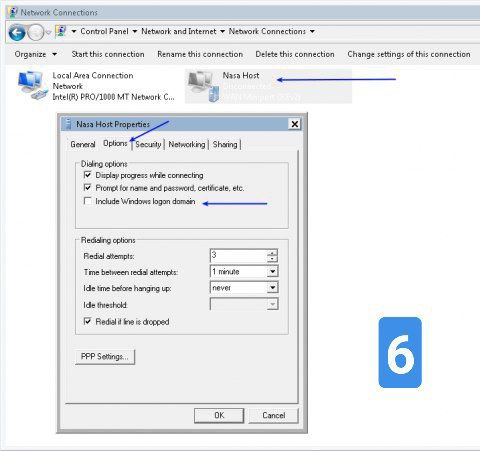 Network Connections
Control Panel ▸ Network and Internet ▸ Network Connections ▸
Organize Start this connection Rename this connection Delete this connection Change settings of this connection
Local Area Connection
Network
Intel(R) PRO/1000 MT Network C...
Nasa Host
Disconnected
WAN Miniport (IKEv2)
Nasa Host Properties
General Options Security Networking Sharing
Dialing options
Display progress while connecting
Prompt for name and password, certificate, etc.
Include Windows logon domain
Redialing options
Redial attempts: 3
Time between redial attempts: 1 minute
Idle time before hanging up: never
Idle threshold:
Redial if line is dropped
PPP Settings...
OK Cancel
6